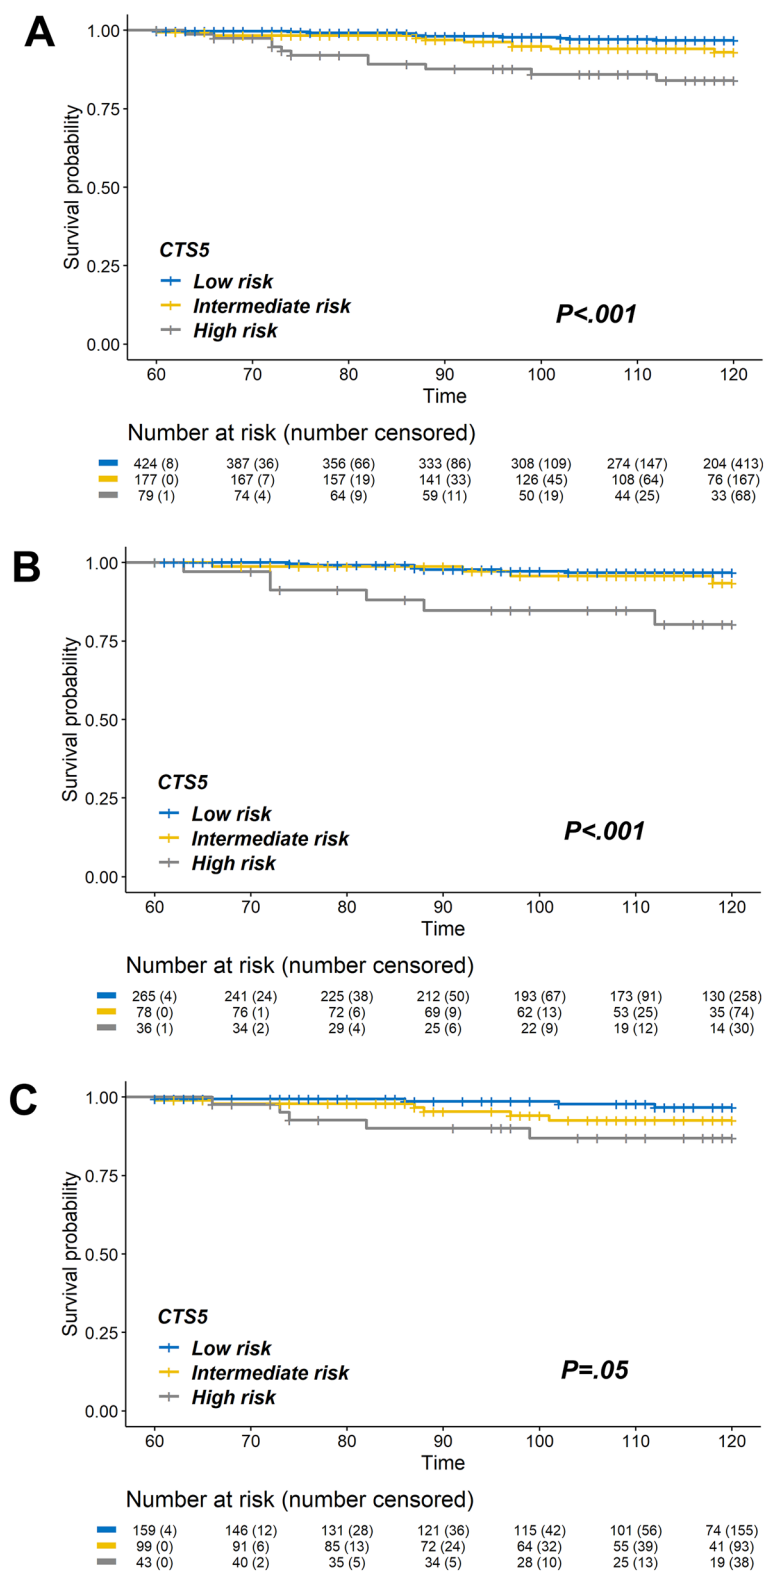 A
1.00
0.75
0.50
0.25
0.00
Survival probability
CTS5
Low risk
Intermediate risk
High risk
P<.001
60 70 80 90 100 110 120
Time
Number at risk (number censored)
424 (8) 387 (36) 356 (66) 333 (86) 308 (109) 274 (147) 204 (413)
177 (0) 167 (7) 157 (19) 141 (33) 126 (45) 108 (64) 76 (167)
79 (1) 74 (4) 64 (9) 59 (11) 50 (19) 44 (25) 33 (68)
B
1.00
0.75
0.50
0.25
0.00
Survival probability
CTS5
Low risk
Intermediate risk
High risk
P<.001
60 70 80 90 100 110 120
Time
Number at risk (number censored)
265 (4) 241 (24) 225 (38) 212 (50) 193 (67) 173 (91) 130 (258)
78 (0) 76 (1) 72 (6) 69 (9) 62 (13) 53 (25) 35 (74)
36 (1) 34 (2) 29 (4) 25 (6) 22 (9) 19 (12) 14 (30)
C
1.00
0.75
0.50
0.25
0.00
Survival probability
CTS5
Low risk
Intermediate risk
High risk
P=.05
60 70 80 90 100 110 120
Time
Number at risk (number censored)
159 (4) 146 (12) 131 (28) 121 (36) 115 (42) 101 (56) 74 (155)
99 (0) 91 (6) 85 (13) 72 (24) 64 (32) 55 (39) 41 (93)
43 (0) 40 (2) 35 (5) 34 (5) 28 (10) 25 (13) 19 (38)